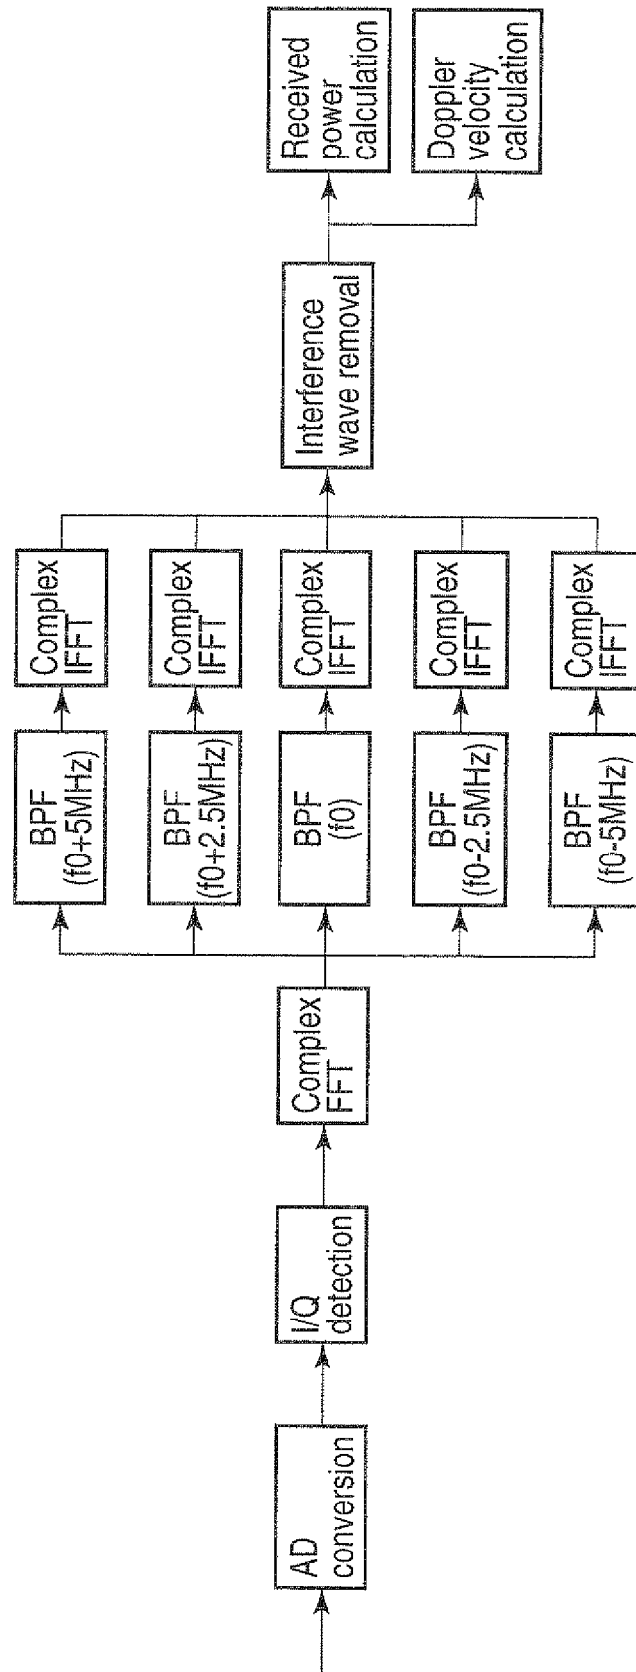 AD
conversion
I/Q
detection
Complex
FFT
BPF
(f0+5MHz)
Complex
IFFT
BPF
(f0+2.5MHz)
Complex
IFFT
BPF
(f0)
Complex
IFFT
BPF
(f0-2.5MHz)
Complex
IFFT
BPF
(f0-5MHz)
Complex
IFFT
Interference
wave removal
Received
power
calculation
Doppler
velocity
calculation